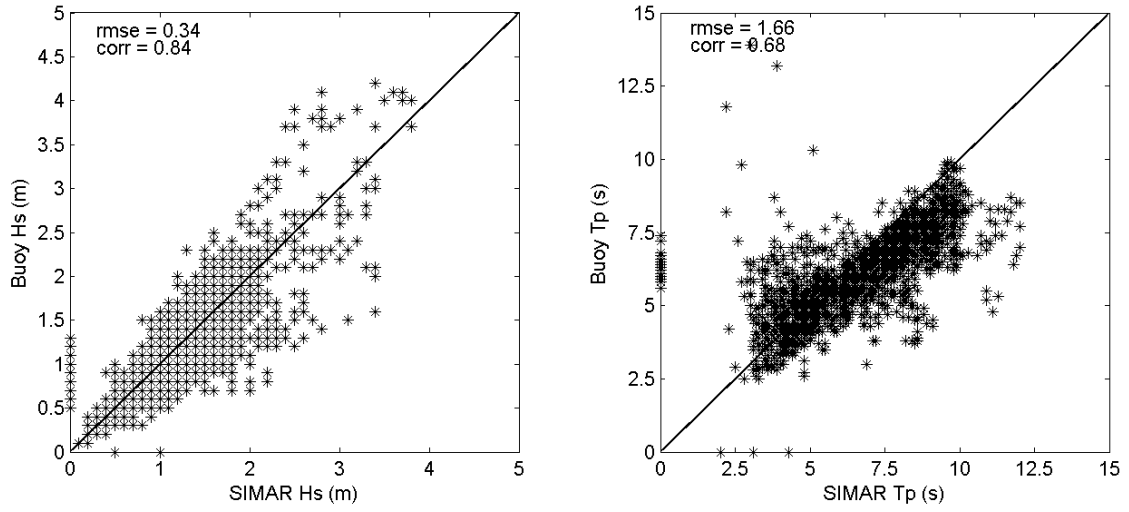 rmse = 0.34
corr = 0.84
5
4.5
4
3.5
3
2.5
2
1.5
1
0.5
0
Buoy Hs (m)
0 1 2 3 4 5
SIMAR Hs (m)
rmse = 1.66
corr = 0.68
15
12.5
10
7.5
5
2.5
0
Buoy Tp (s)
0 2.5 5 7.5 10 12.5 15
SIMAR Tp (s)